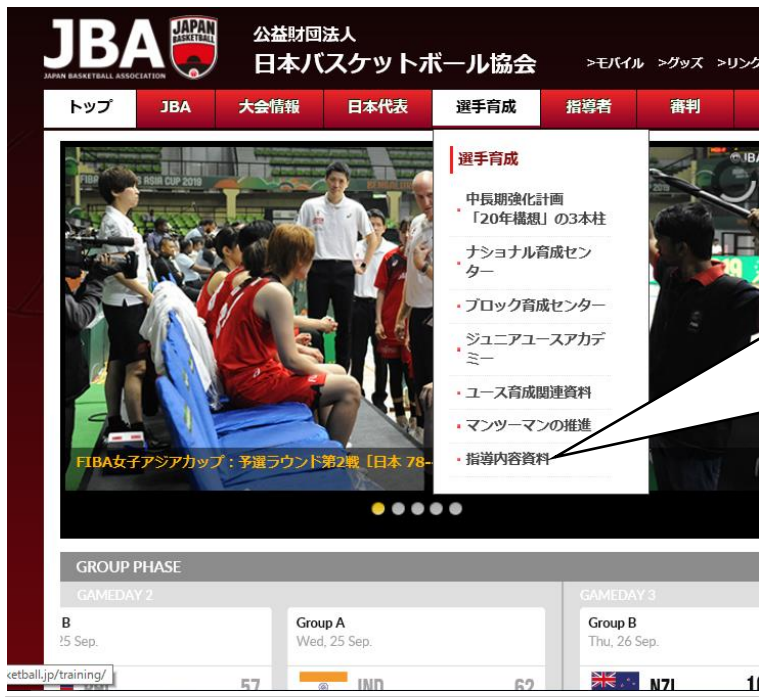 JBA
JAPAN BASKETBALL
JAPAN BASKETBALL ASSOCIATION
公益財団法人
日本バスケットボール協会
>モバイル >グッズ >リンク
トップ JBA 大会情報 日本代表 選手育成 指導者 審判
選手育成
中長期強化計画
「20年構想」の3本柱
ナショナル育成セン
ター
ブロック育成センター
ジュニアユースアカデ
ミー
ユース育成関連資料
マンツーマンの推進
指導内容資料
FIBA ASIA CUP 2019
©JBA
FIBA女子アジアカップ：予選ラウンド第2戦［日本 78-
GROUP PHASE
GAMEDAY 2 GAMEDAY 3
B
25 Sep.
Group A
Wed, 25 Sep.
Group B
Thu, 26 Sep.
ketball.jp/training/
57 IND 62 NZL